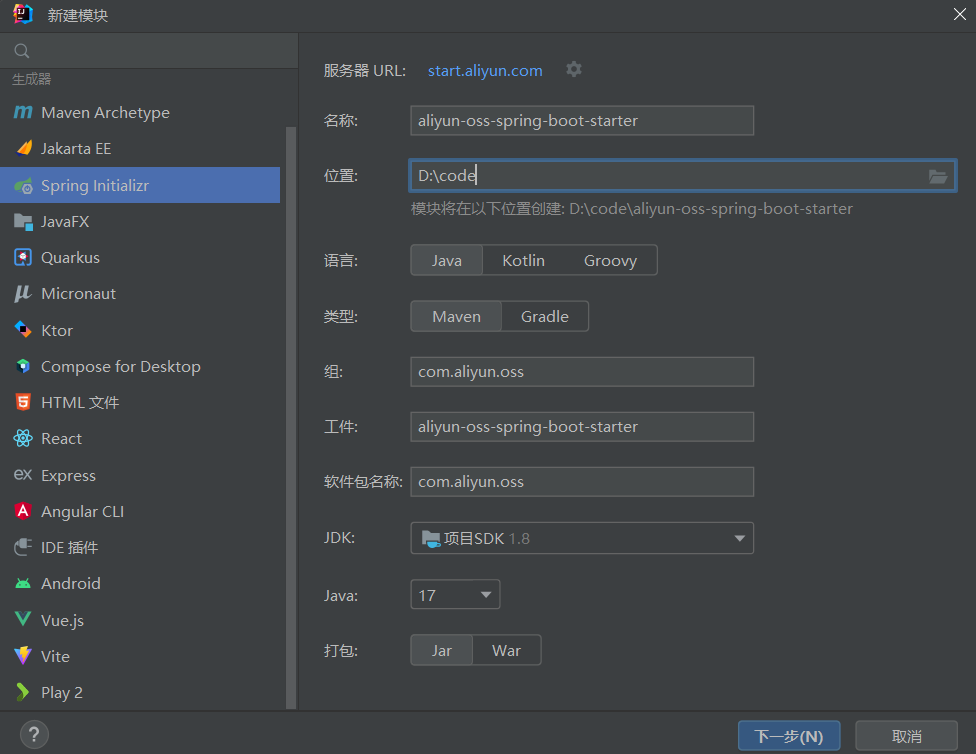 新建模块
生成器
Maven Archetype
Jakarta EE
Spring Initializr
JavaFX
Quarkus
Micronaut
Ktor
Compose for Desktop
HTML 文件
React
Express
Angular CLI
IDE 插件
Android
Vue.js
Vite
Play 2
服务器 URL: start.aliyun.com
名称: aliyun-oss-spring-boot-starter
位置: D:\code
模块将在以下位置创建: D:\code\aliyun-oss-spring-boot-starter
语言: Java Kotlin Groovy
类型: Maven Gradle
组: com.aliyun.oss
工件: aliyun-oss-spring-boot-starter
软件包名称: com.aliyun.oss
JDK: 项目SDK 1.8
Java: 17
打包: Jar War
? 下一步(N) 取消